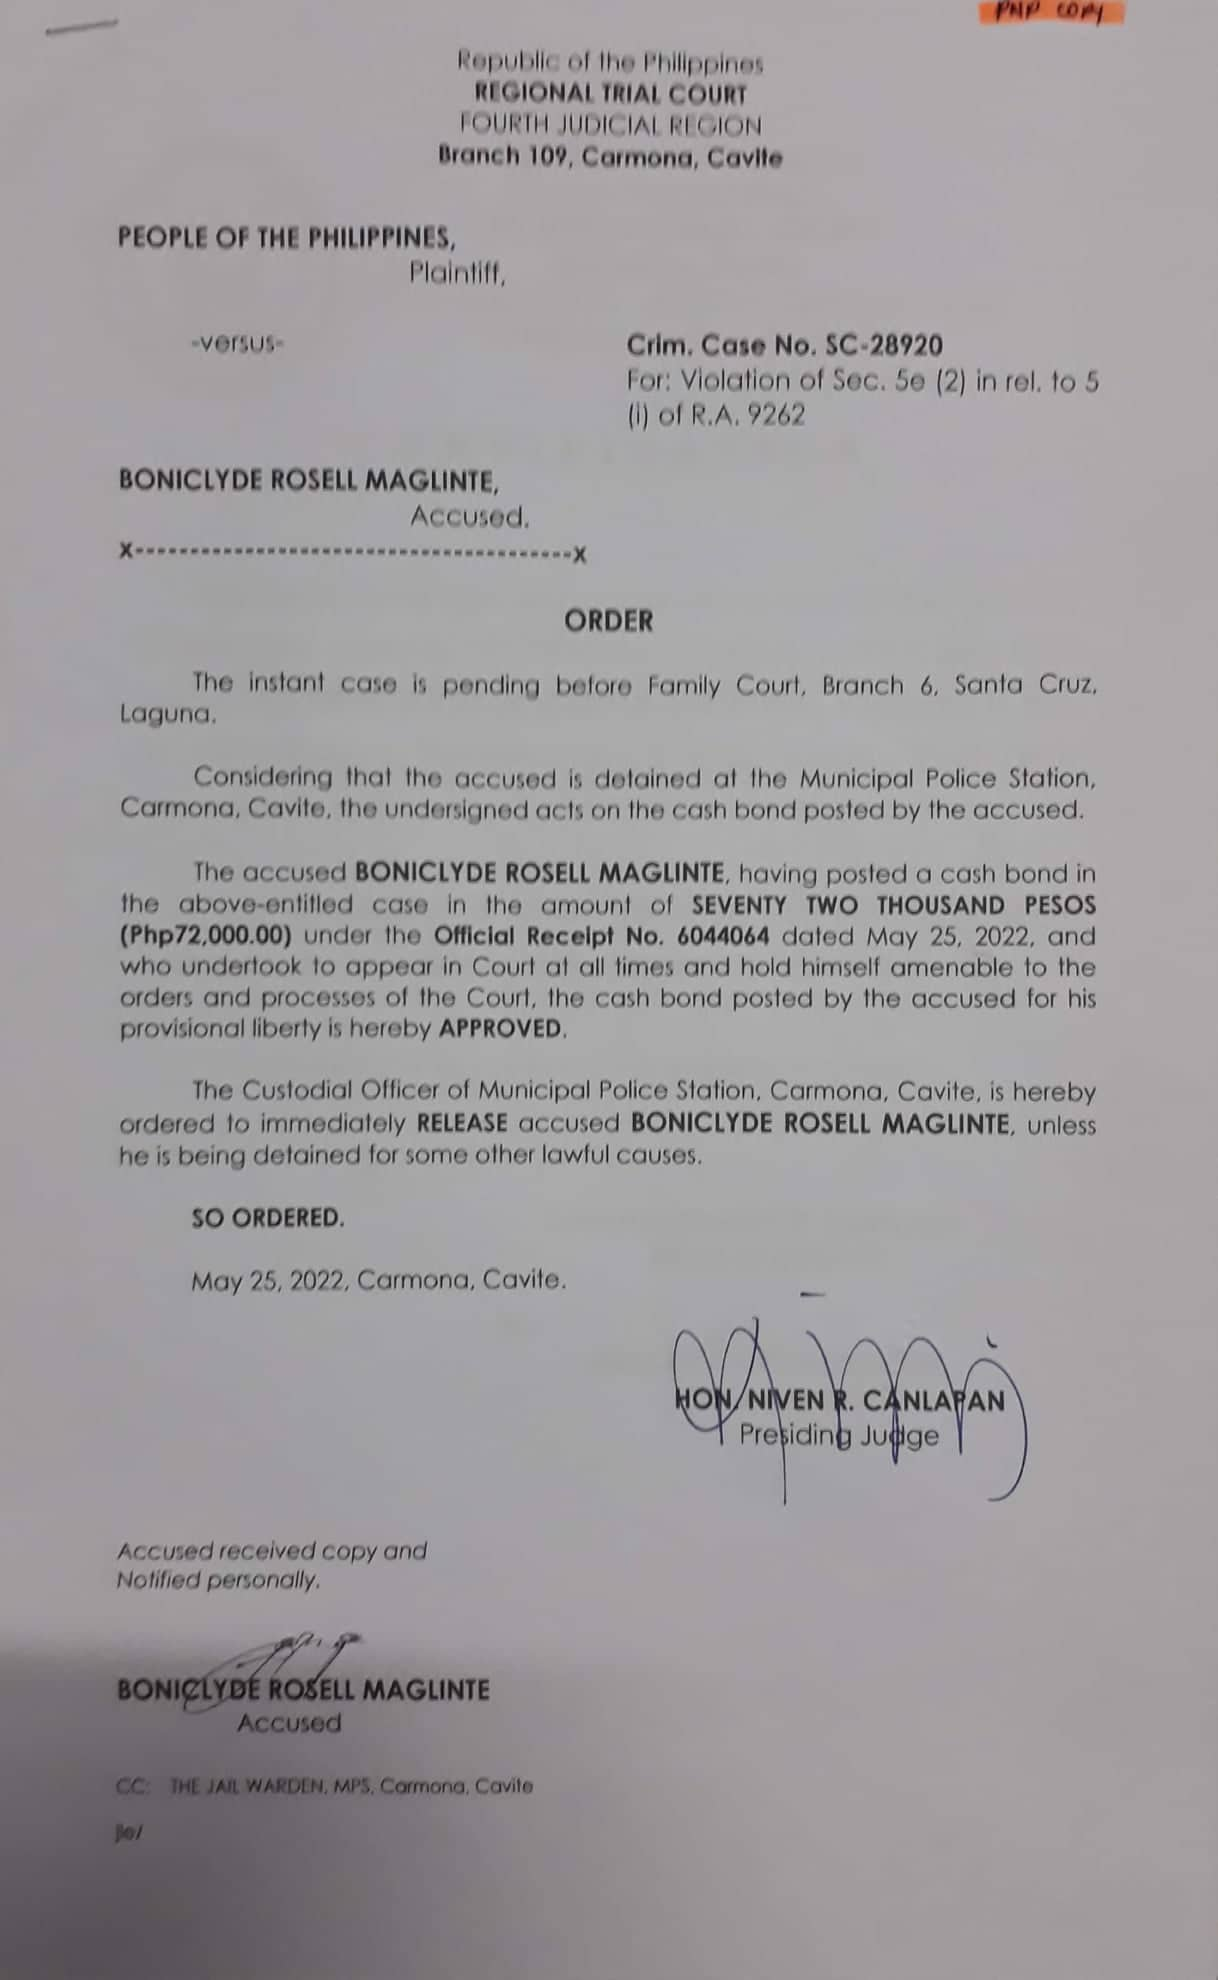 PNP COPY
Republic of the Philippines
REGIONAL TRIAL COURT
FOURTH JUDICIAL REGION
Branch 109, Carmona, Cavite
PEOPLE OF THE PHILIPPINES,
Plaintiff,
-versus-
Crim. Case No. SC-28920
For: Violation of Sec. 5e (2) in rel. to 5
(i) of R.A. 9262
BONICLYDE ROSELL MAGLINTE,
Accused.
x----------------------------------------x
ORDER
The instant case is pending before Family Court, Branch 6, Santa Cruz,
Laguna.
Considering that the accused is detained at the Municipal Police Station,
Carmona, Cavite, the undersigned acts on the cash bond posted by the accused.
The accused BONICLYDE ROSELL MAGLINTE, having posted a cash bond in
the above-entitled case in the amount of SEVENTY TWO THOUSAND PESOS
(Php72,000.00) under the Official Receipt No. 6044064 dated May 25, 2022, and
who undertook to appear in Court at all times and hold himself amenable to the
orders and processes of the Court, the cash bond posted by the accused for his
provisional liberty is hereby APPROVED.
The Custodial Officer of Municipal Police Station, Carmona, Cavite, is hereby
ordered to immediately RELEASE accused BONICLYDE ROSELL MAGLINTE, unless
he is being detained for some other lawful causes.
SO ORDERED.
May 25, 2022, Carmona, Cavite.
HON. NIVEN R. CANLAPAN
Presiding Judge
Accused received copy and
Notified personally.
BONICLYDE ROSELL MAGLINTE
Accused
CC: THE JAIL WARDEN, MPS, Carmona, Cavite